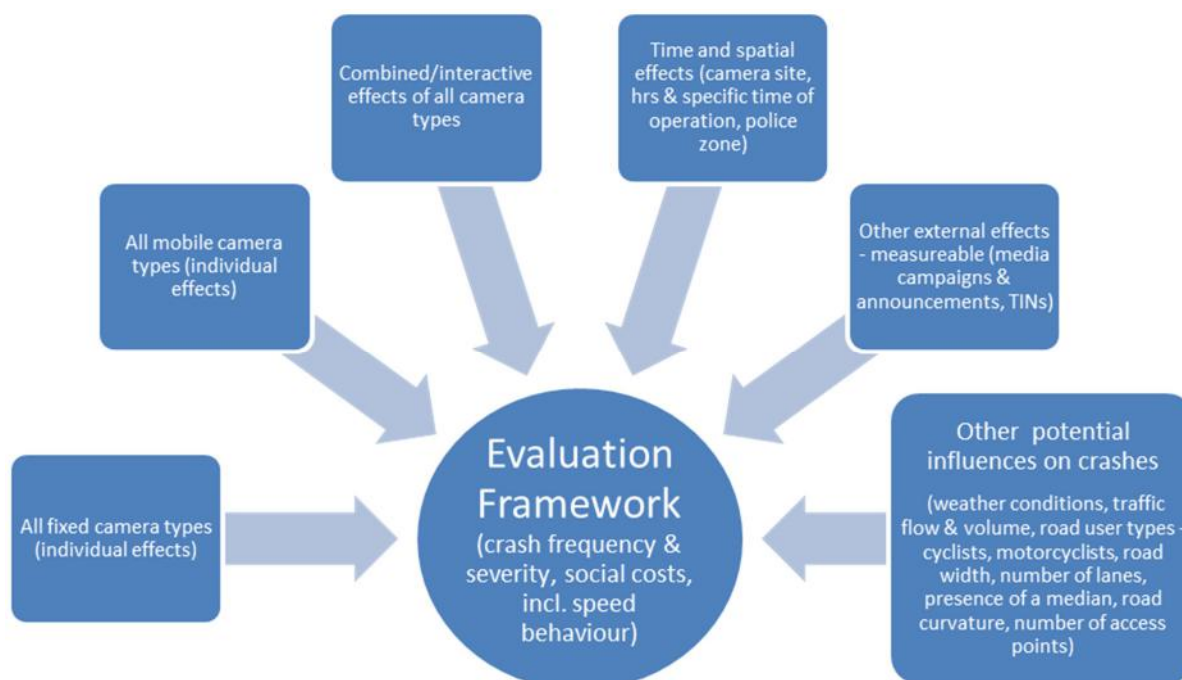 Combined/interactive
effects of all camera
types
Time and spatial
effects (camera site,
hrs & specific time of
operation, police
zone)
All mobile camera
types (individual
effects)
Other external effects
- measureable (media
campaigns &
announcements, TINs)
All fixed camera types
(individual effects)
Evaluation
Framework
(crash frequency &
severity, social costs,
incl. speed
behaviour)
Other potential
influences on crashes
(weather conditions, traffic
flow & volume, road user types -
cyclists, motorcyclists, road
width, number of lanes,
presence of a median, road
curvature, number of access
points)